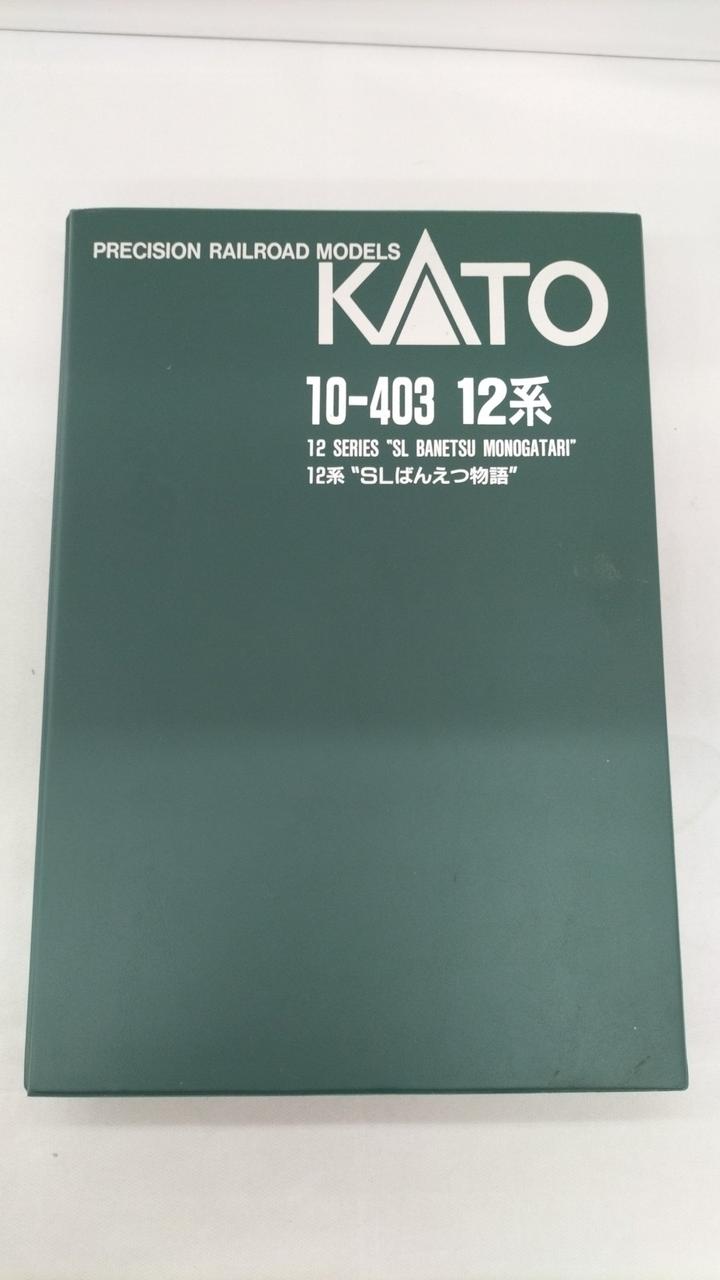 PRECISION RAILROAD MODELS
KATO
10-403 12系
12 SERIES "SL BANETSU MONOGATARI"
12系 "SLばんえつ物語"